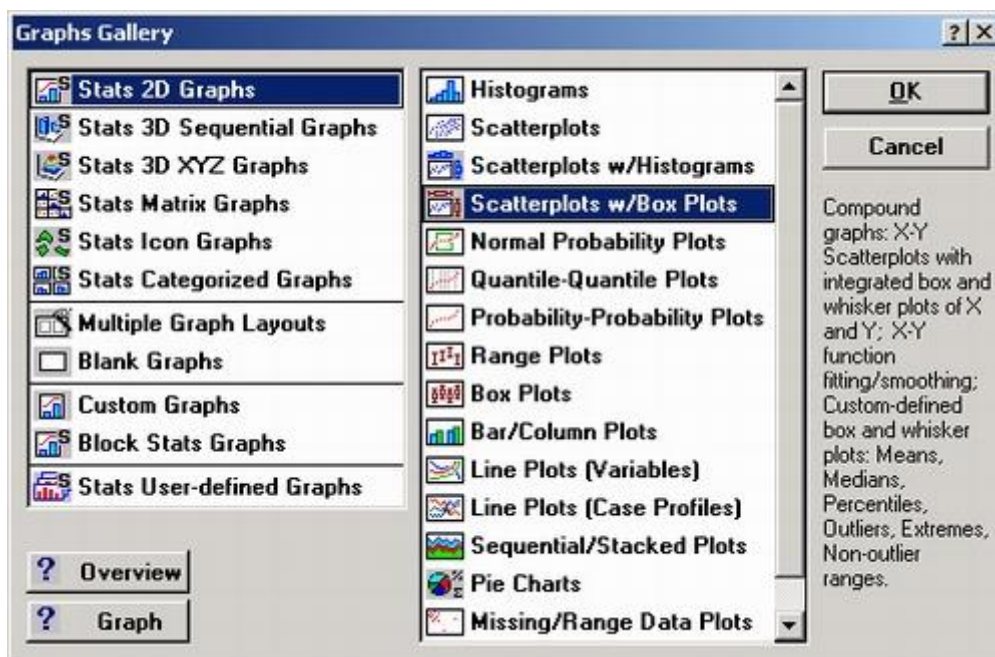 Graphs Gallery
Stats 2D Graphs
Stats 3D Sequential Graphs
Stats 3D XYZ Graphs
Stats Matrix Graphs
Stats Icon Graphs
Stats Categorized Graphs
Multiple Graph Layouts
Blank Graphs
Custom Graphs
Block Stats Graphs
Stats User-defined Graphs
? Overview
? Graph
Histograms
Scatterplots
Scatterplots w/Histograms
Scatterplots w/Box Plots
Normal Probability Plots
Quantile-Quantile Plots
Probability-Probability Plots
Range Plots
Box Plots
Bar/Column Plots
Line Plots (Variables)
Line Plots (Case Profiles)
Sequential/Stacked Plots
Pie Charts
Missing/Range Data Plots
OK
Cancel
Compound
graphs: X-Y
Scatterplots with
integrated box and
whisker plots of X
and Y; X-Y
function
fitting/smoothing;
Custom-defined
box and whisker
plots: Means,
Medians,
Percentiles,
Outliers, Extremes,
Non-outlier
ranges.